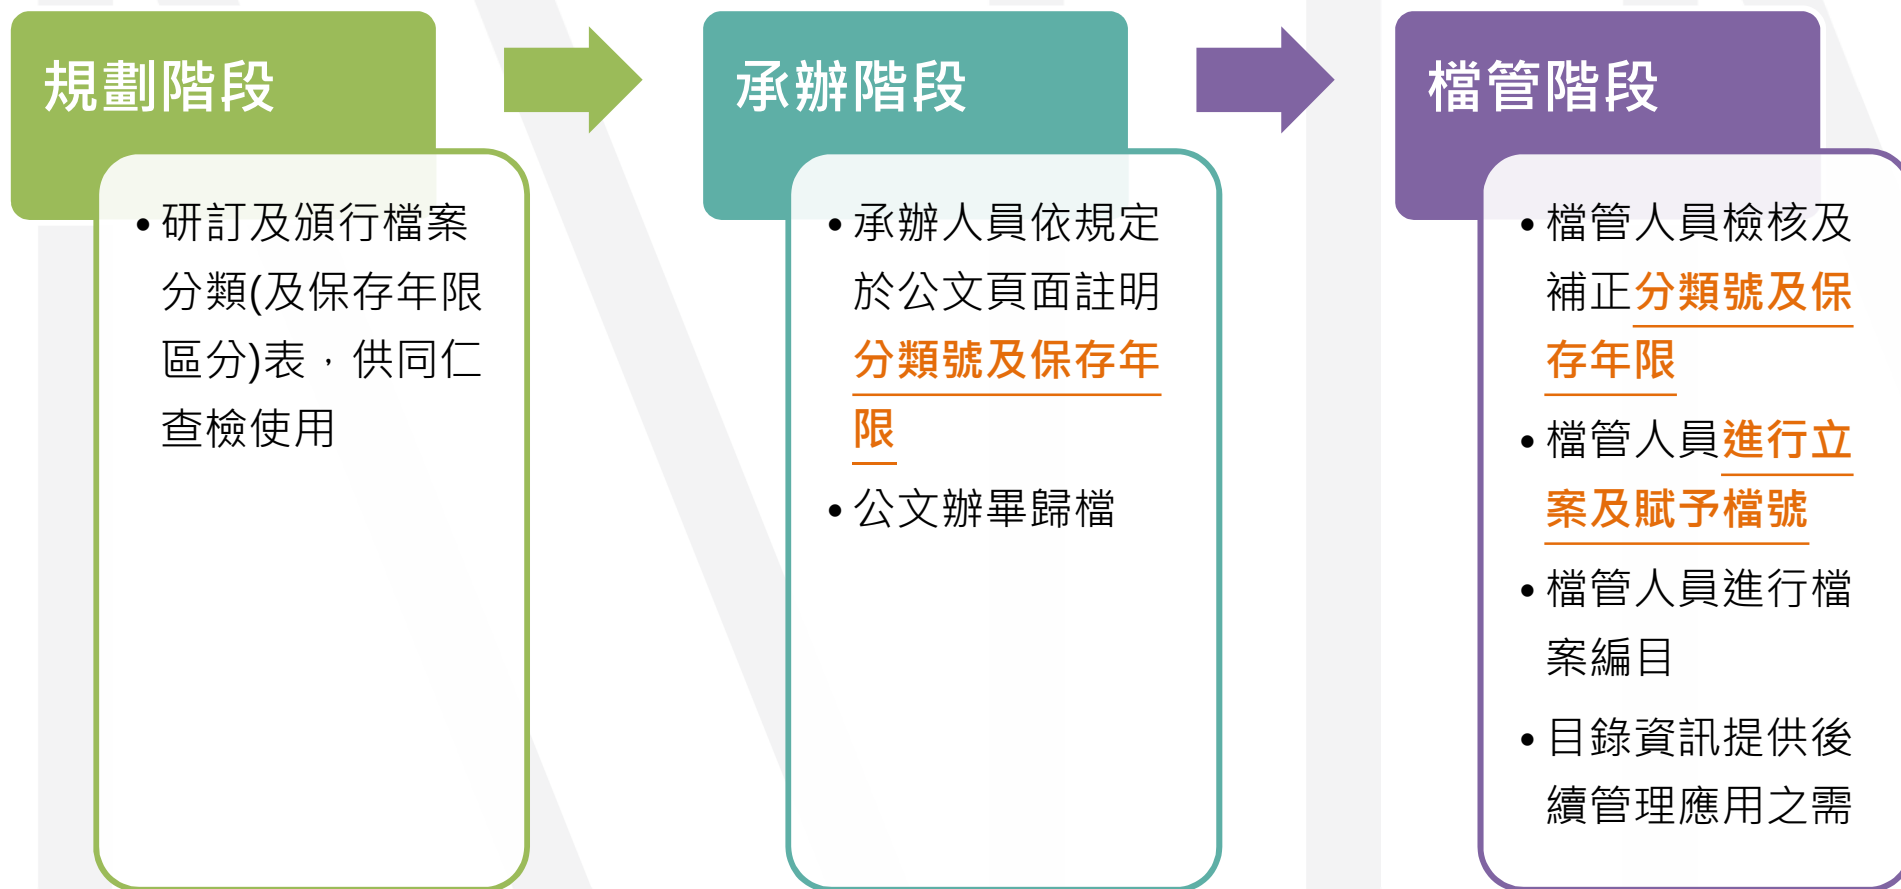 規劃階段
•研訂及頒行檔案
分類(及保存年限
區分)表，供同仁
查檢使用
承辦階段
•承辦人員依規定
於公文頁面註明
分類號及保存年
限
•公文辦畢歸檔
檔管階段
•檔管人員檢核及
補正分類號及保
存年限
•檔管人員進行立
案及賦予檔號
•檔管人員進行檔
案編目
•目錄資訊提供後
續管理應用之需